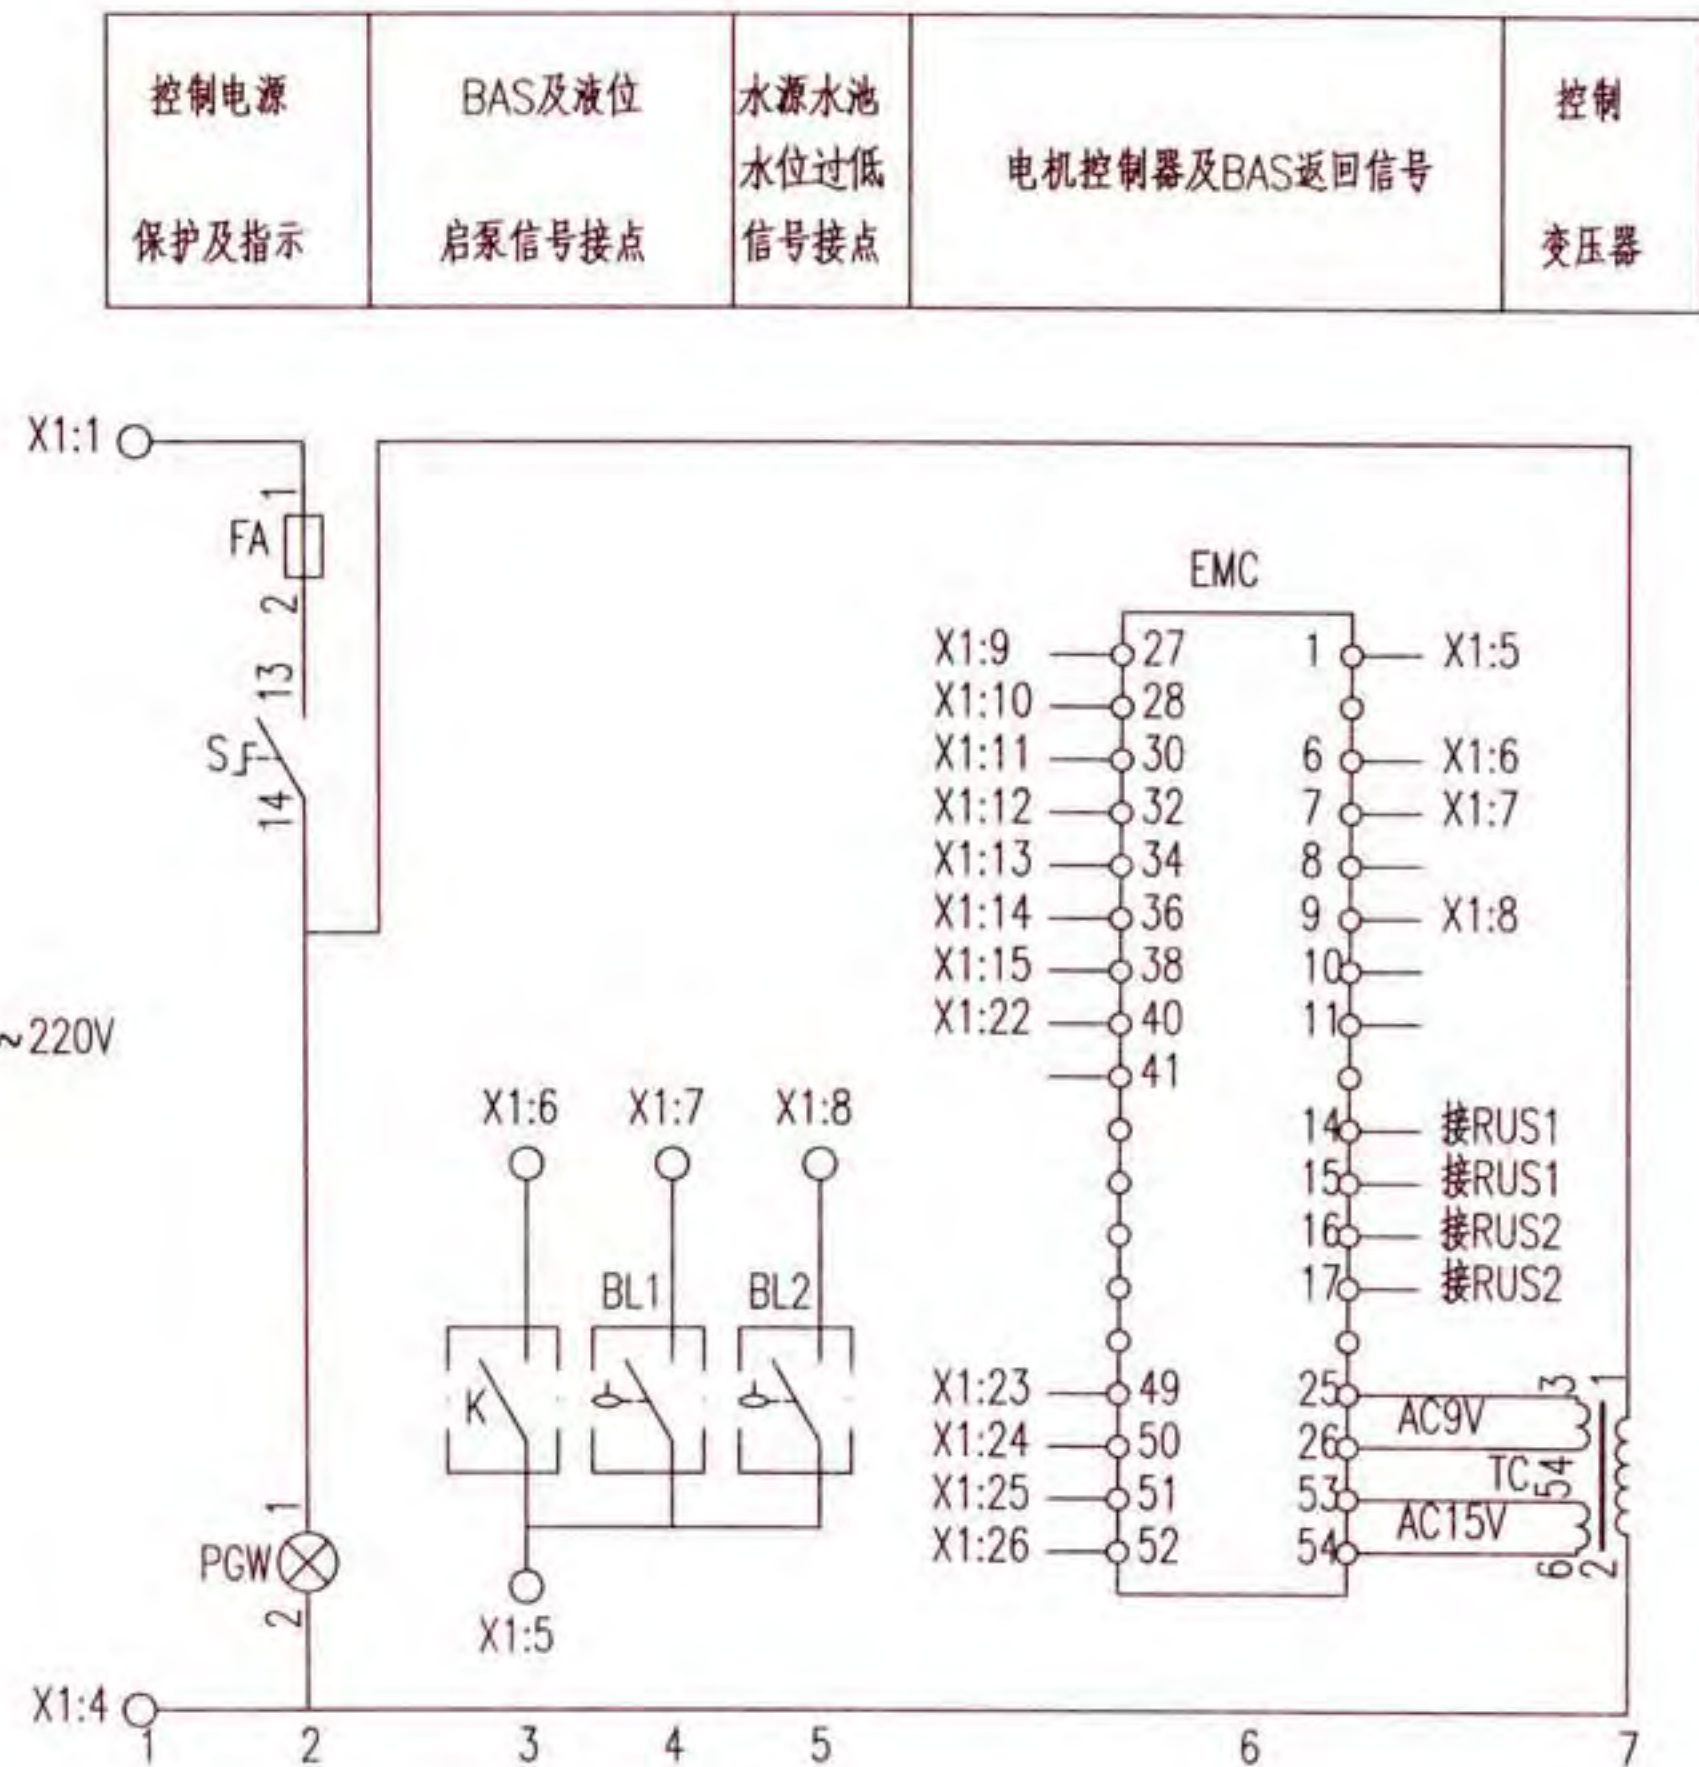 控制电源
保护及指示
BAS及液位
启泵信号接点
水源水池
水位过低
信号接点
电机控制器及BAS返回信号
控制
变压器
X1:1
1
FA
2
13
S
14
~220V
PGW
1
2
X1:4
X1:6
X1:7
X1:8
K
BL1
BL2
X1:5
EMC
X1:9 27
X1:10 28
X1:11 30
X1:12 32
X1:13 34
X1:14 36
X1:15 38
X1:22 40
41
X1:23 49
X1:24 50
X1:25 51
X1:26 52
1 X1:5
6 X1:6
7 X1:7
8
9 X1:8
10
11
14 接RUS1
15 接RUS1
16 接RUS2
17 接RUS2
25
AC9V
26
53
AC15V
54
TC
3
1
5 4
6
2
1 2 3 4 5 6 7